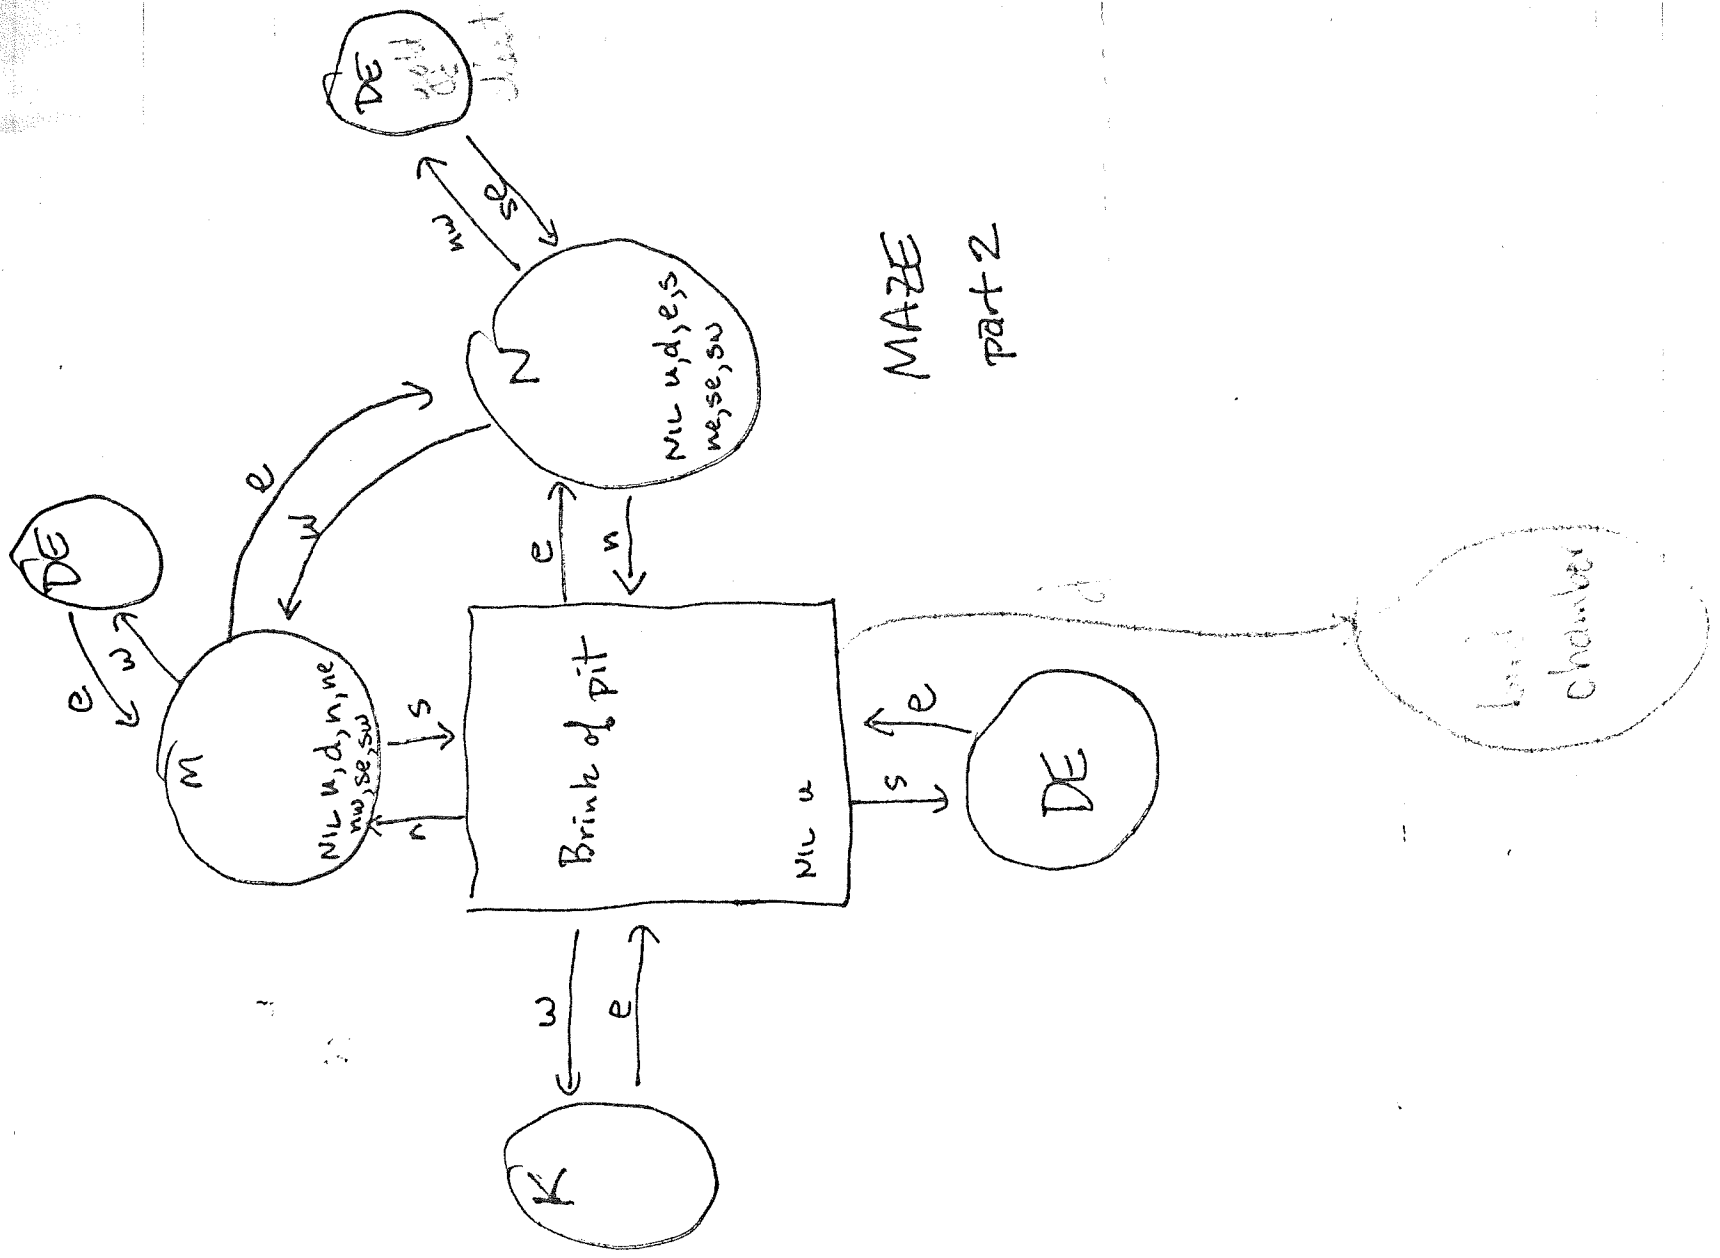 DE
e
w
M
NIL u,d,n,ne
nw,se,sw
e
w
DE
nw
se
n
s
N
NIL u,d,e,s
ne,se,sw
K
w
e
Brink of pit
NIL u
e
n
s
e
DE
MAZE
part 2
d
chamber